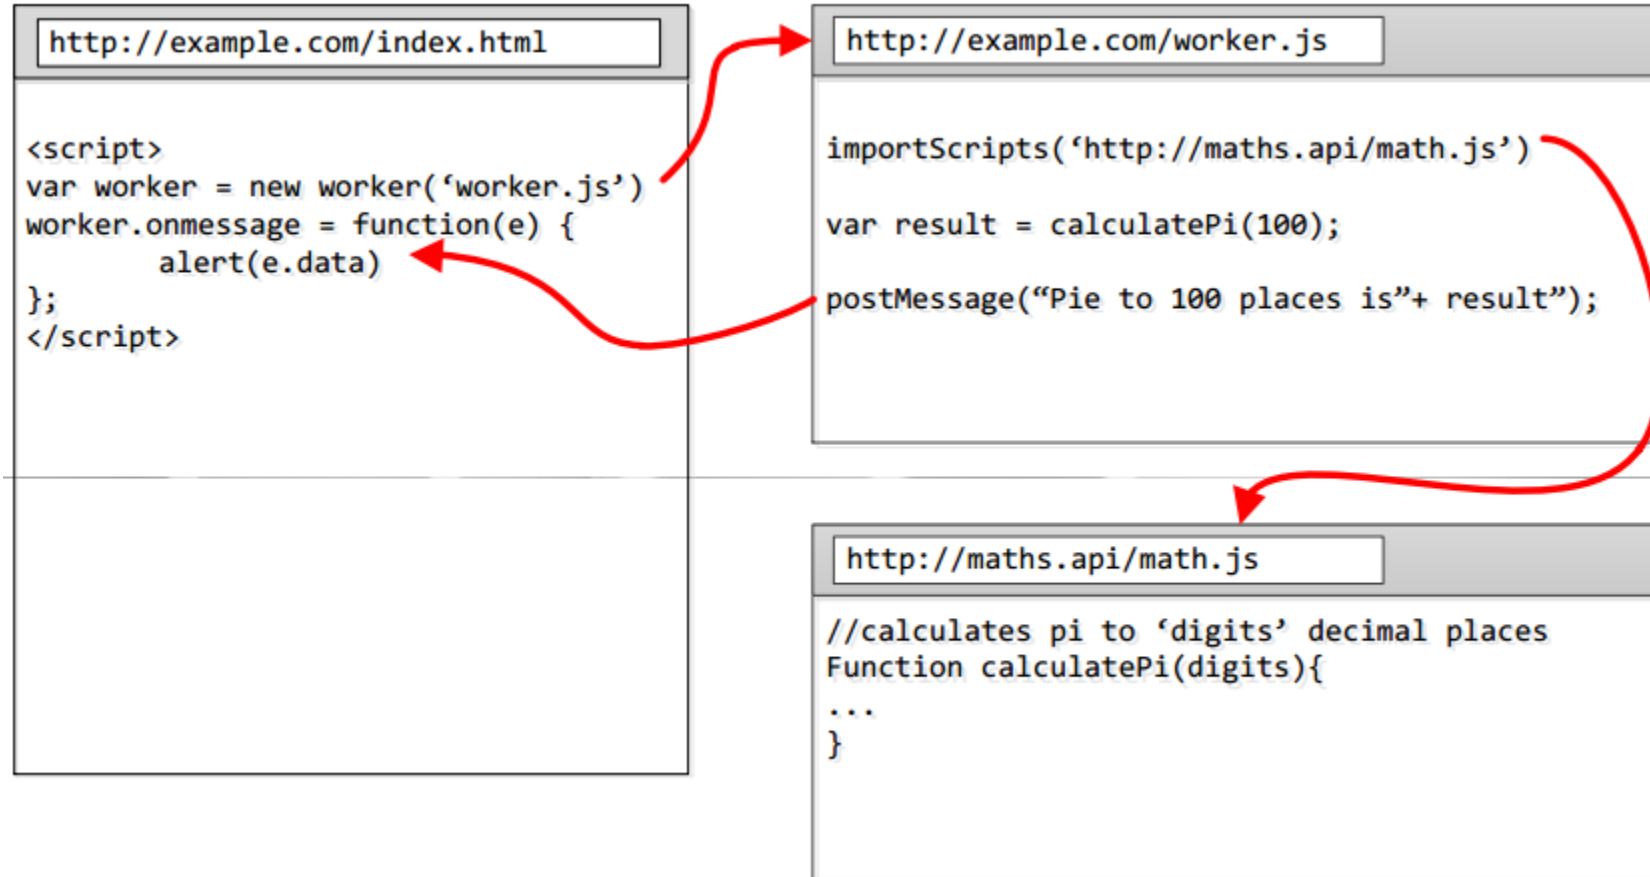 http://example.com/index.html
<script>
var worker = new worker(‘worker.js’)
worker.onmessage = function(e) {
alert(e.data)
};
</script>
http://example.com/worker.js
importScripts(‘http://maths.api/math.js’)
var result = calculatePi(100);
postMessage(“Pie to 100 places is”+ result”);
http://maths.api/math.js
//calculates pi to ‘digits’ decimal places
Function calculatePi(digits){
...
}